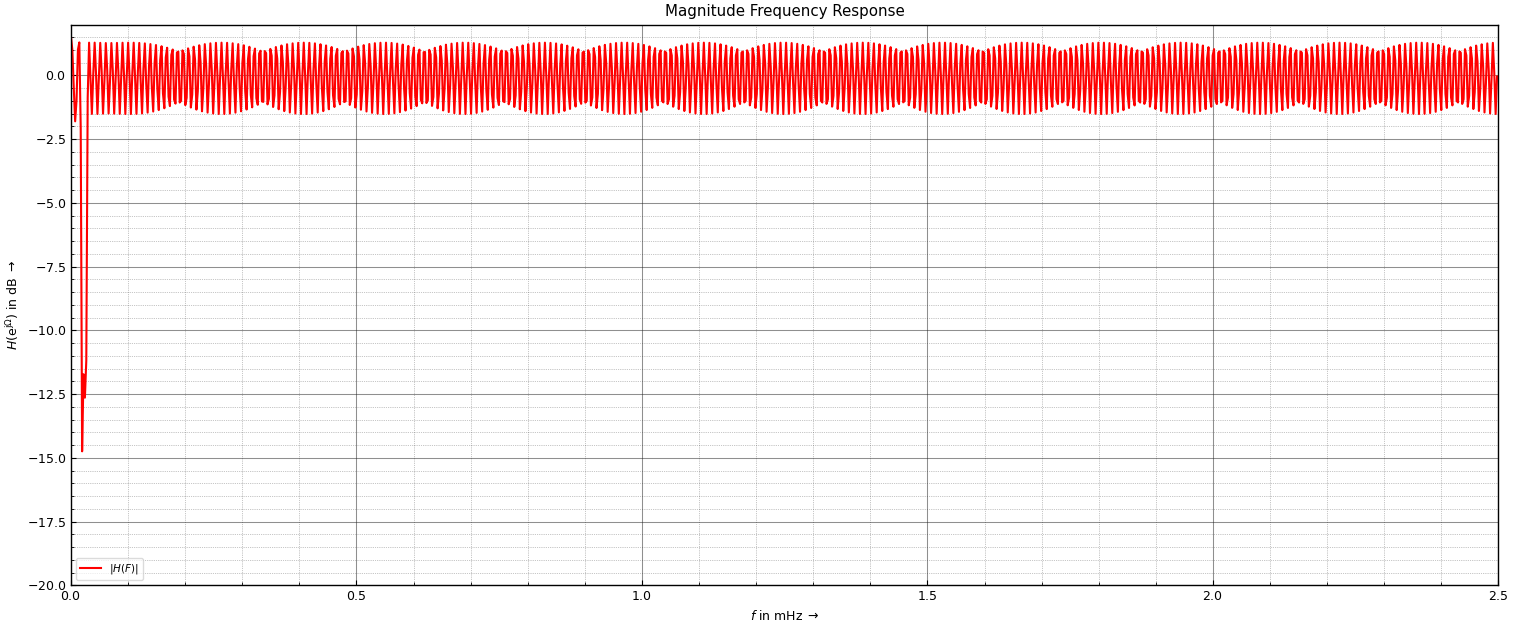 Magnitude Frequency Response
H(e^jΩ) in dB →
0.0
−2.5
−5.0
−7.5
−10.0
−12.5
−15.0
−17.5
−20.0
|H(F)|
0.0 0.5 1.0 1.5 2.0 2.5
f in mHz →